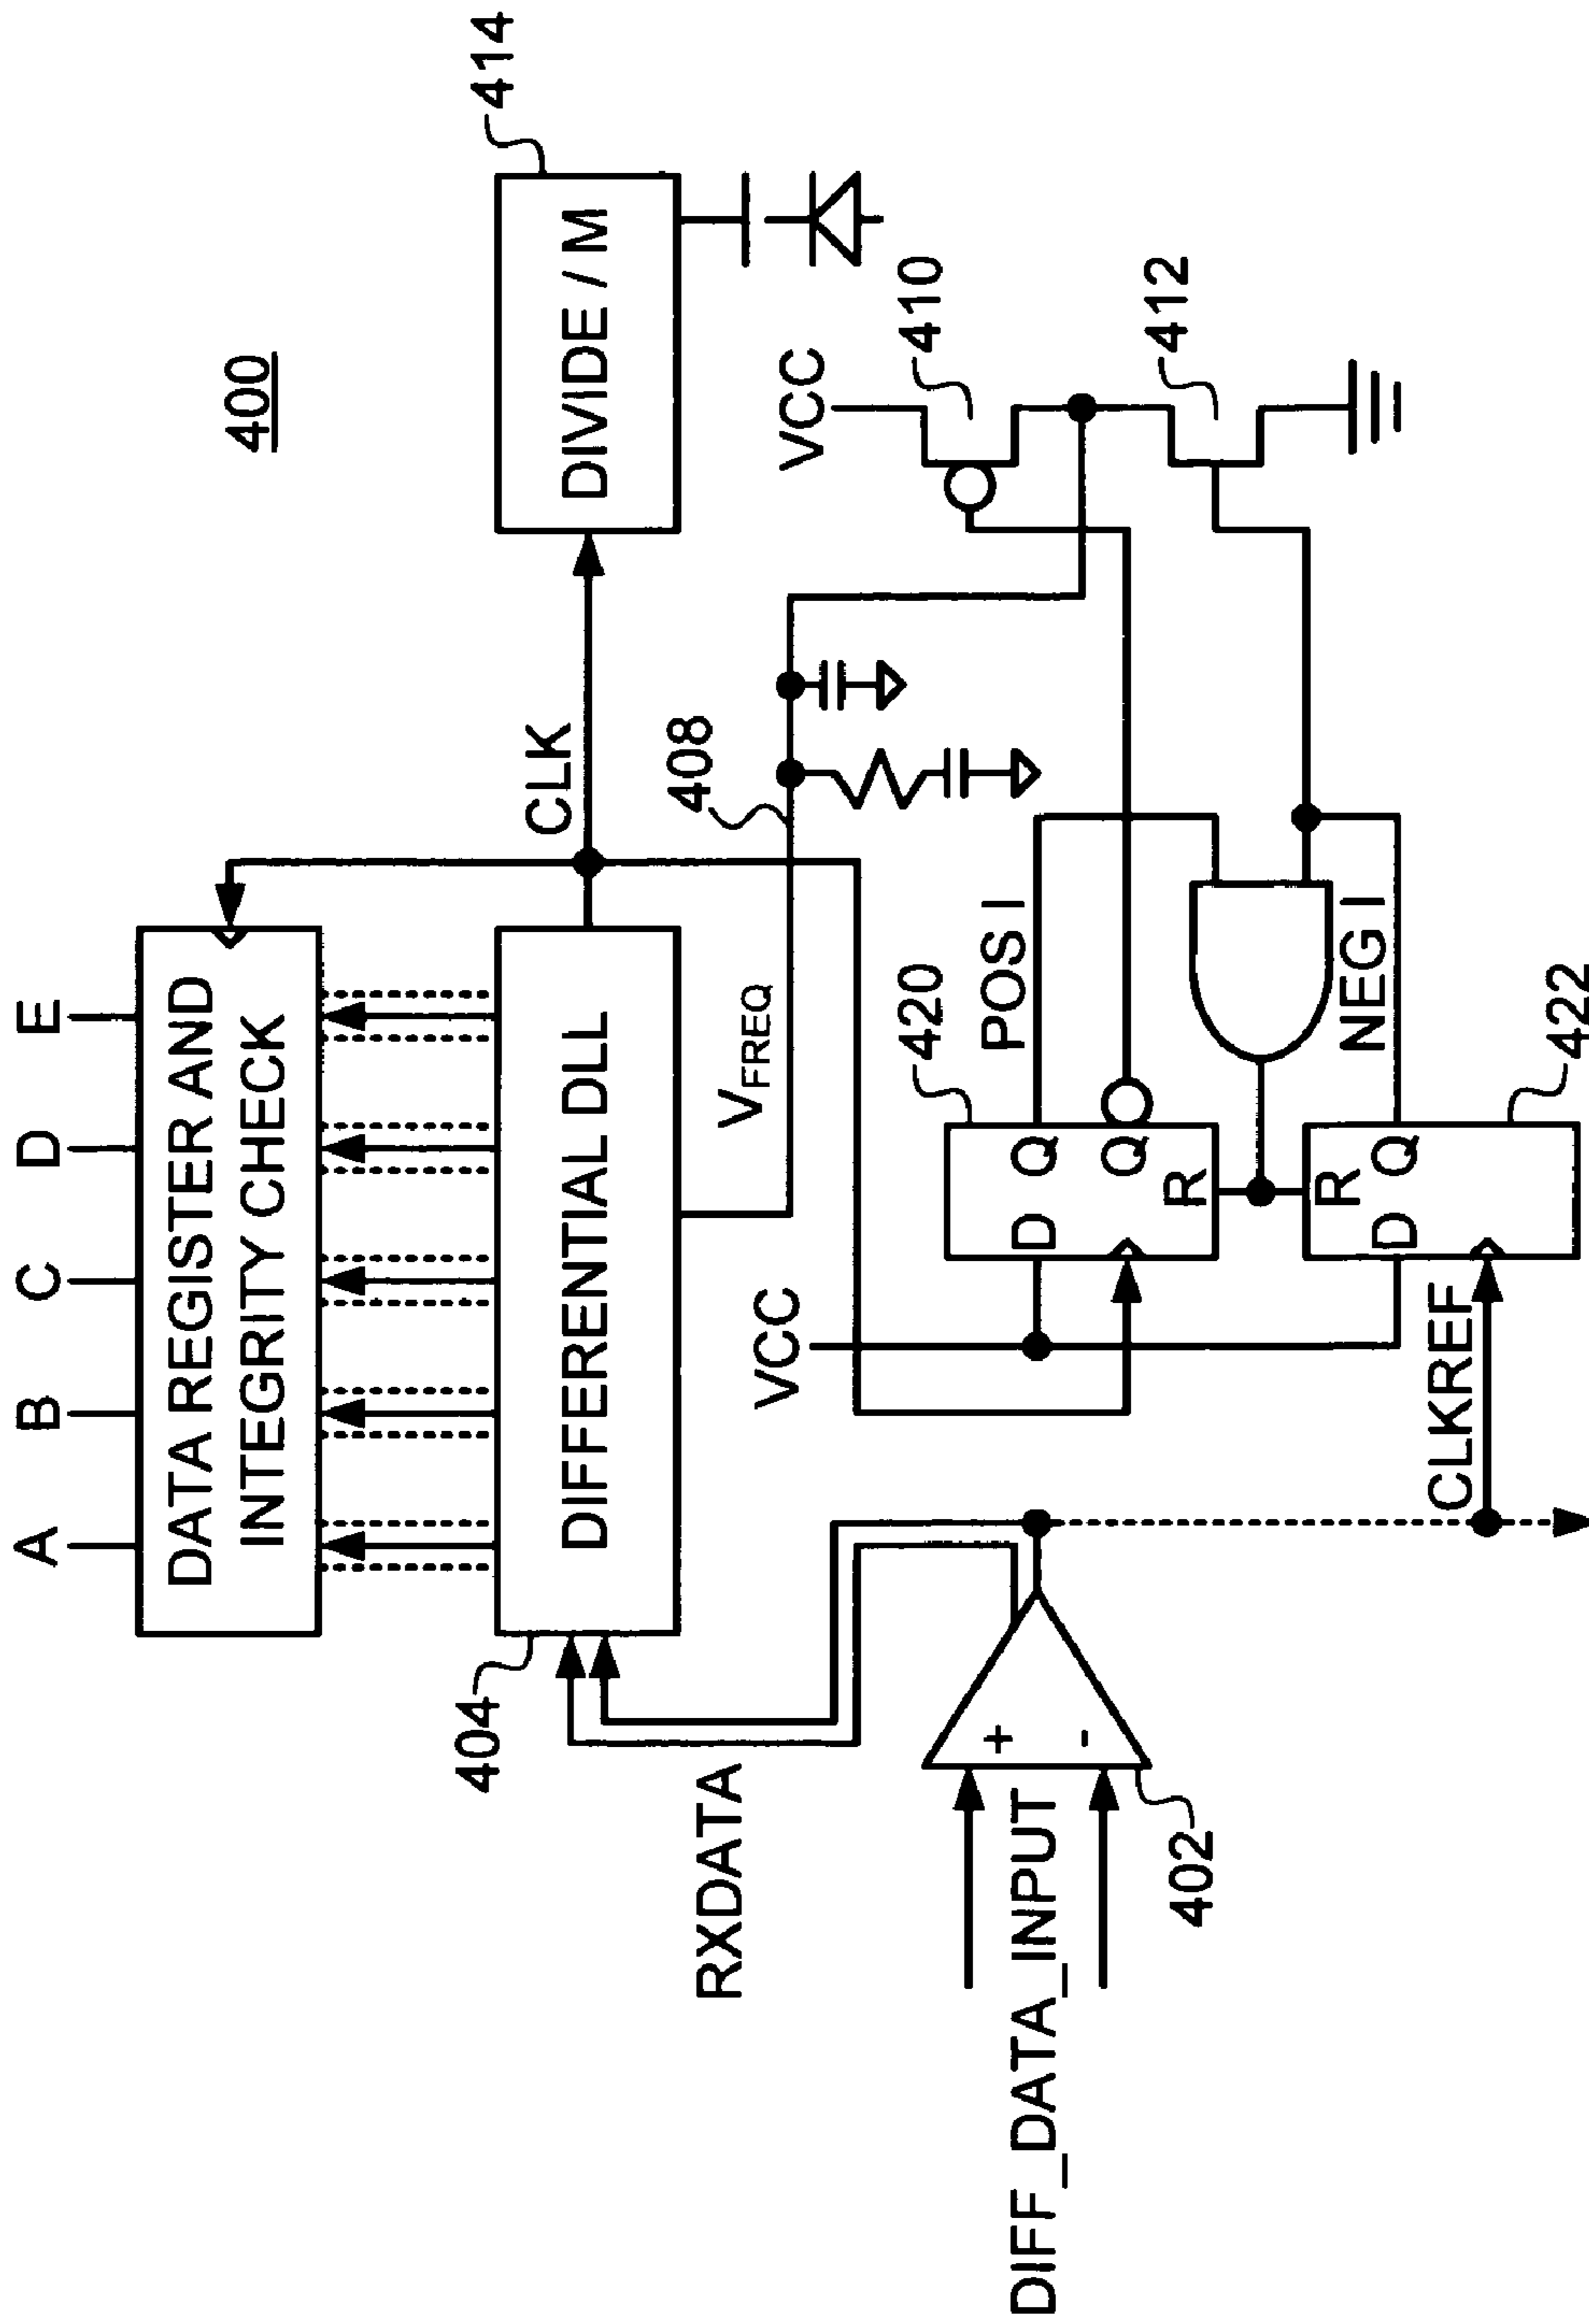 400
A B C D E
DATA REGISTER AND
INTEGRITY CHECK
CLK
DIVIDE / M
414
404
DIFFERENTIAL DLL
408
VFREQ
RXDATA
VCC
VCC
410
420
POS I
D Q
Q
R
412
DIFF_DATA_INPUT
+
-
402
NEG I
R
D Q
CLKREF
422